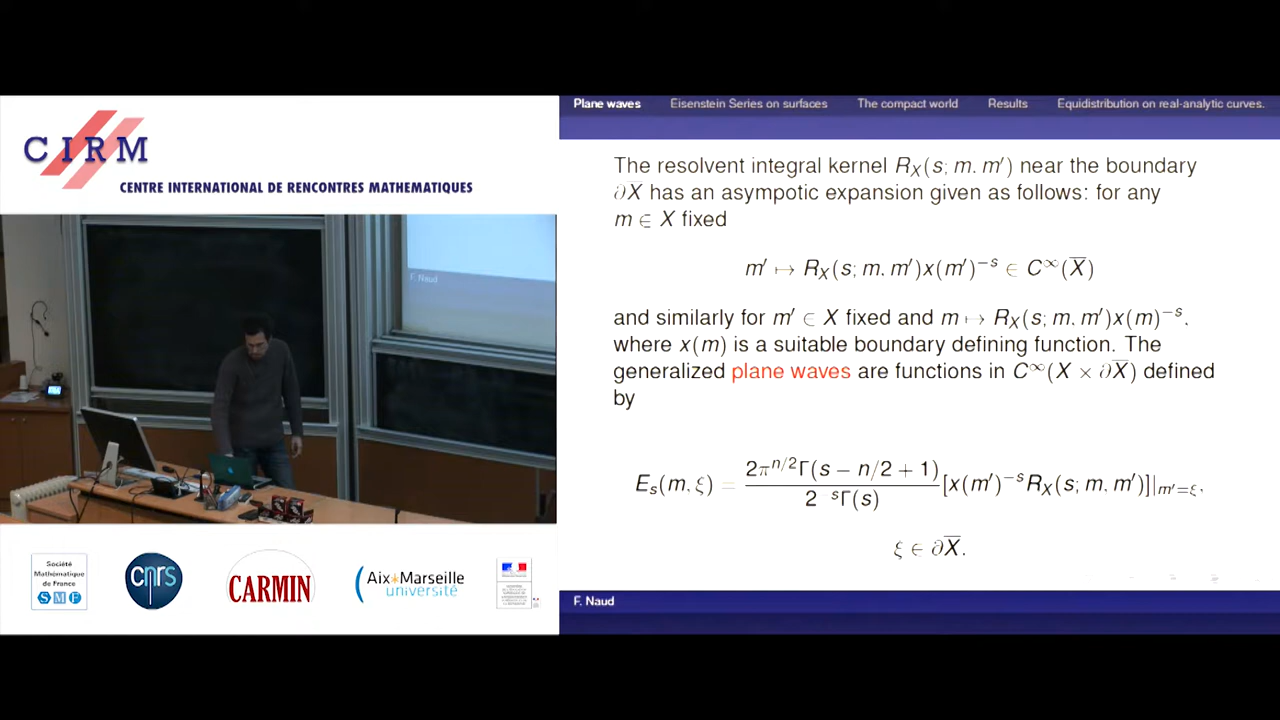 CIRM
CENTRE INTERNATIONAL DE RENCONTRES MATHEMATIQUES
F. Naud
Société
Mathématique
de France
SMF
cnrs
CARMIN
Aix*Marseille
université
Plane waves Eisenstein Series on surfaces The compact world Results Equidistribution on real-analytic curves.
The resolvent integral kernel R_X(s; m, m′) near the boundary
∂X̅ has an asympotic expansion given as follows: for any
m ∈ X fixed
m′ ↦ R_X(s; m, m′)x(m′)^{−s} ∈ C^∞(X̅)
and similarly for m′ ∈ X fixed and m ↦ R_X(s; m, m′)x(m)^{−s}.
where x(m) is a suitable boundary defining function. The
generalized plane waves are functions in C^∞(X × ∂X̅) defined
by
E_s(m, ξ) = \frac{2π^{n/2}Γ(s − n/2 + 1)}{2^{-s}Γ(s)} [x(m′)^{−s}R_X(s; m, m′)]|_{m′=ξ},
ξ ∈ ∂X̅.
F. Naud